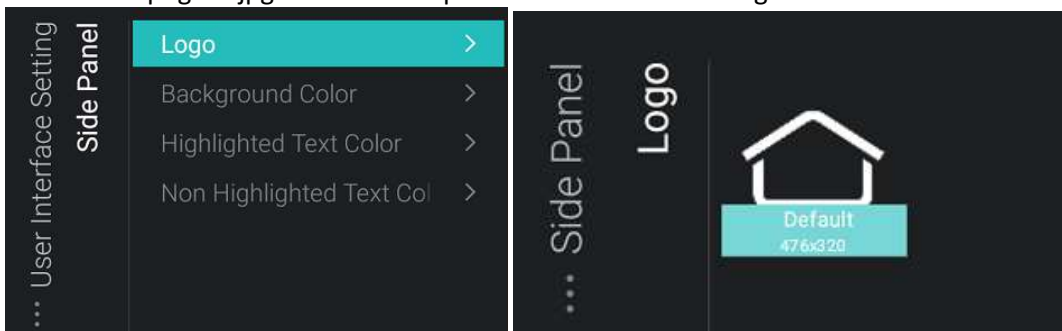 ... User Interface Setting
Side Panel
Logo
Background Color
Highlighted Text Color
Non Highlighted Text Col
... Side Panel
Logo
Default
476x320